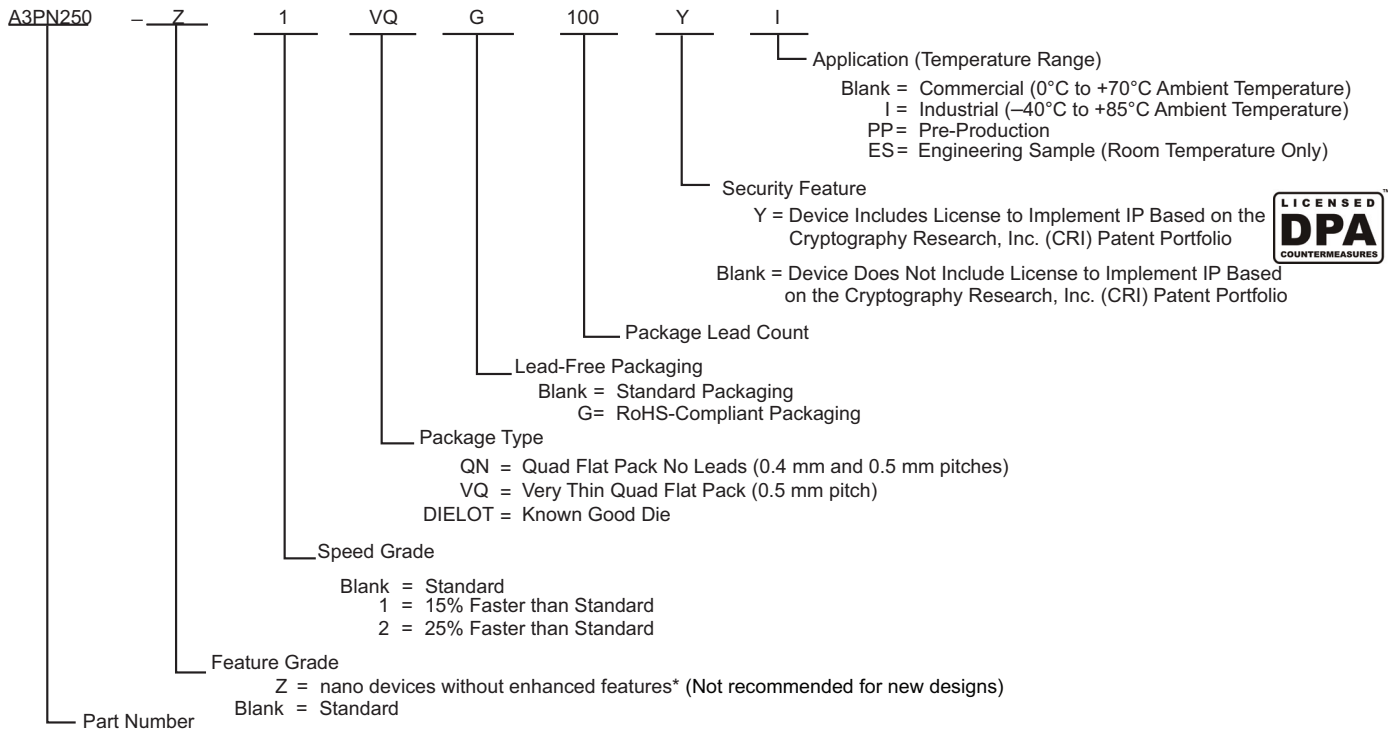 A3PN250 – Z 1 VQ G 100 Y I
Application (Temperature Range)
Blank = Commercial (0°C to +70°C Ambient Temperature)
I = Industrial (–40°C to +85°C Ambient Temperature)
PP = Pre-Production
ES = Engineering Sample (Room Temperature Only)
Security Feature
Y = Device Includes License to Implement IP Based on the
Cryptography Research, Inc. (CRI) Patent Portfolio
LICENSED
DPA
COUNTERMEASURES
™
Blank = Device Does Not Include License to Implement IP Based
on the Cryptography Research, Inc. (CRI) Patent Portfolio
Package Lead Count
Lead-Free Packaging
Blank = Standard Packaging
G= RoHS-Compliant Packaging
Package Type
QN = Quad Flat Pack No Leads (0.4 mm and 0.5 mm pitches)
VQ = Very Thin Quad Flat Pack (0.5 mm pitch)
DIELOT = Known Good Die
Speed Grade
Blank = Standard
1 = 15% Faster than Standard
2 = 25% Faster than Standard
Feature Grade
Z = nano devices without enhanced features* (Not recommended for new designs)
Blank = Standard
Part Number